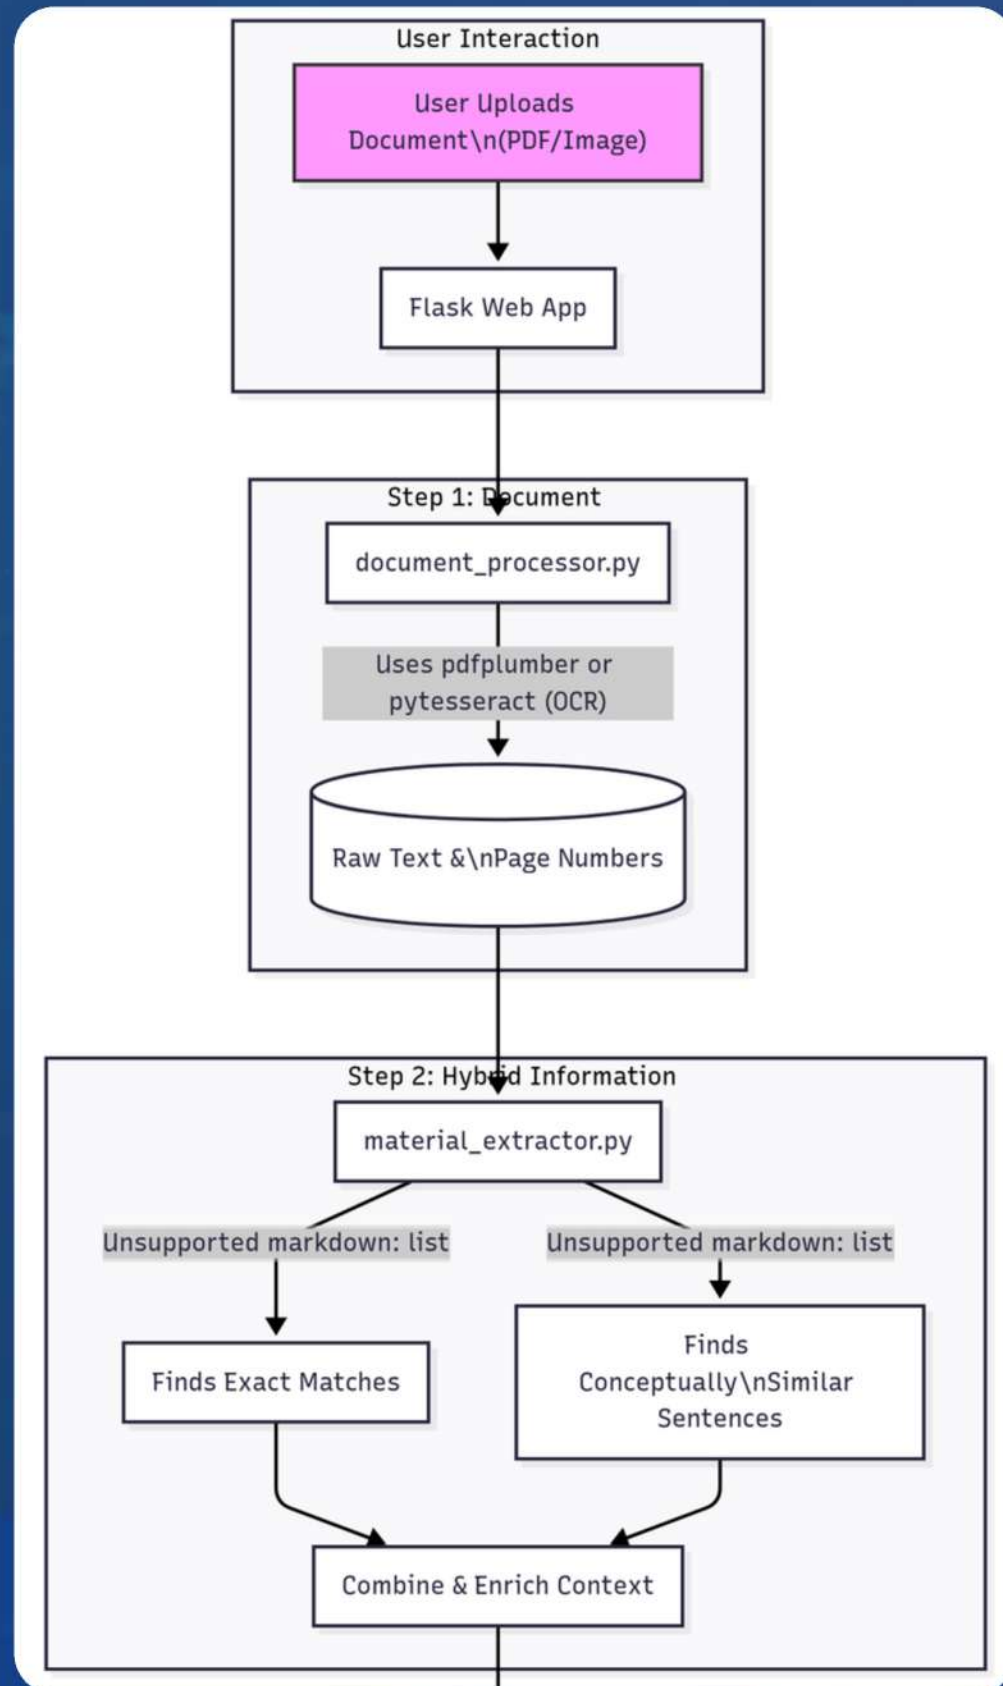 User Interaction
User Uploads
Document\n(PDF/Image)
Flask Web App
Step 1: Document
document_processor.py
Uses pdfplumber or
pytesseract (OCR)
Raw Text &\nPage Numbers
Step 2: Hybrid Information
material_extractor.py
Unsupported markdown: list
Unsupported markdown: list
Finds Exact Matches
Finds
Conceptually\nSimilar
Sentences
Combine & Enrich Context